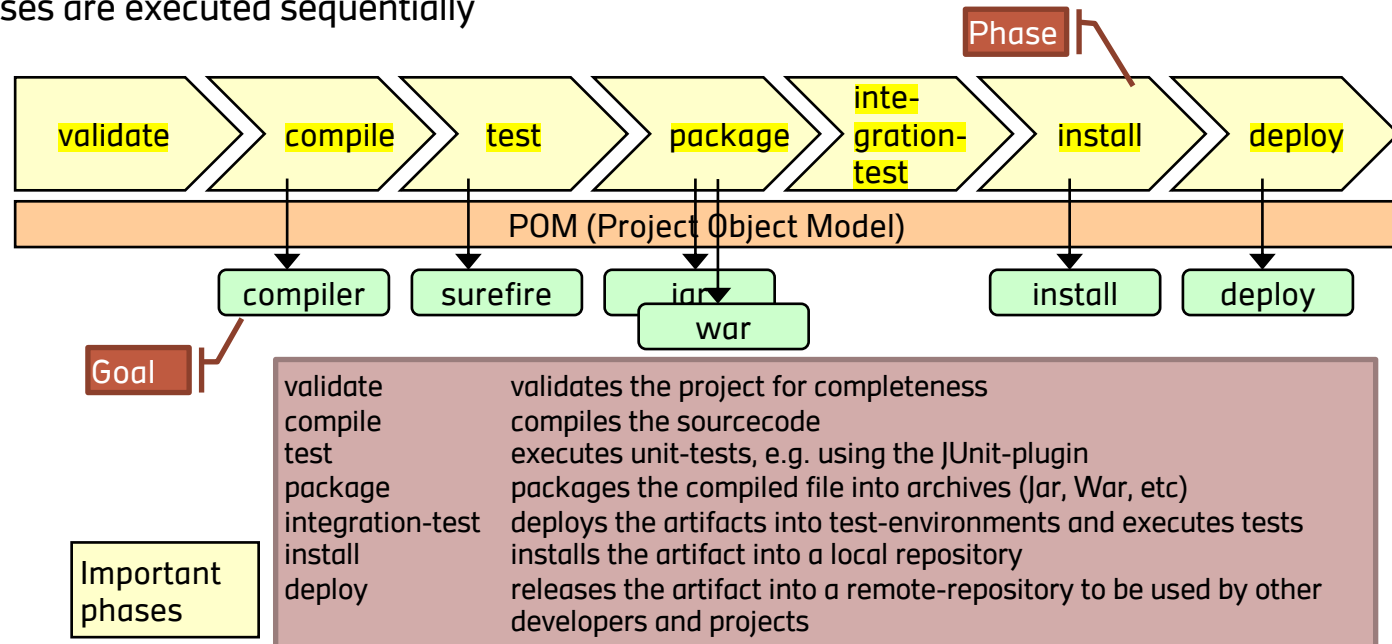 ses are executed sequentially
Phase
validate
compile
test
package
inte-
gration-
test
install
deploy
POM (Project Object Model)
compiler
surefire
jar
war
install
deploy
Goal
validate validates the project for completeness
compile compiles the sourcecode
test executes unit-tests, e.g. using the JUnit-plugin
package packages the compiled file into archives (Jar, War, etc)
integration-test deploys the artifacts into test-environments and executes tests
install installs the artifact into a local repository
deploy releases the artifact into a remote-repository to be used by other
developers and projects
Important
phases